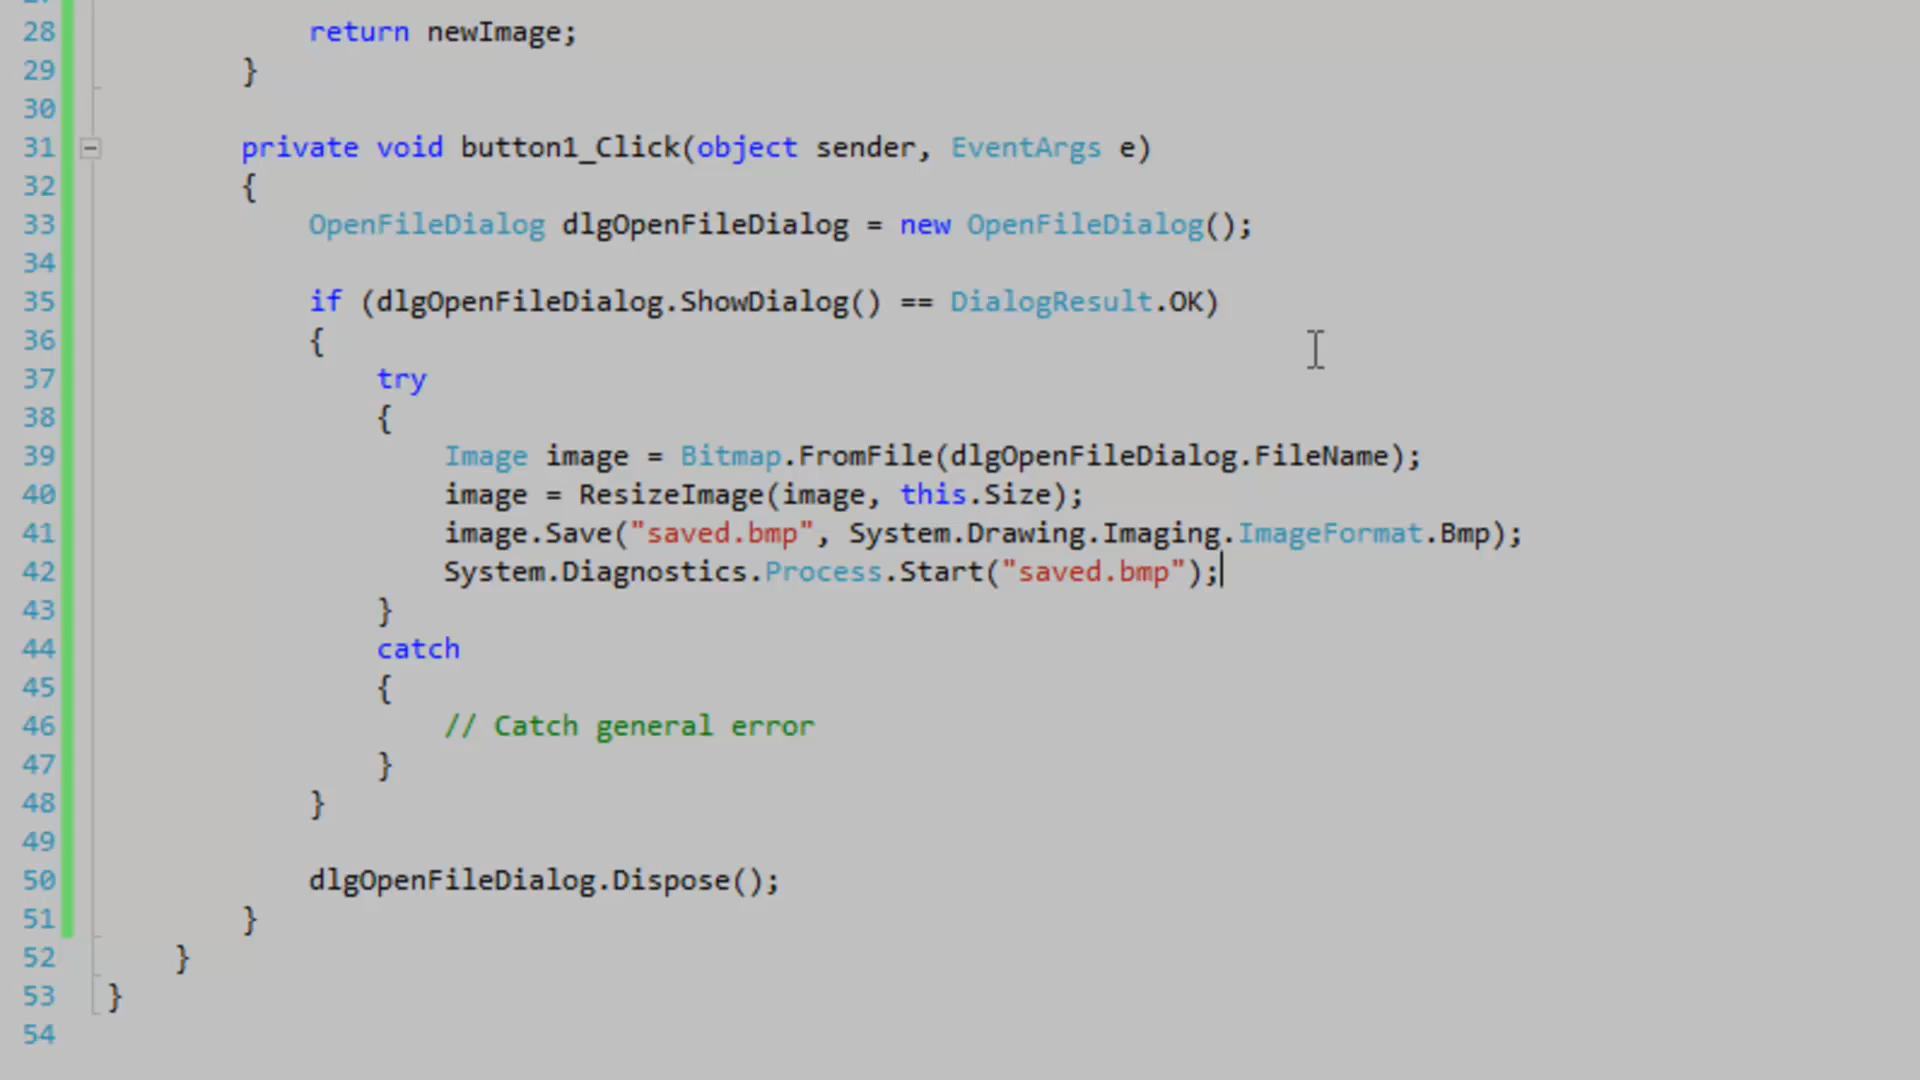 28 return newImage;
29 }
30
31 private void button1_Click(object sender, EventArgs e)
32 {
33 OpenFileDialog dlgOpenFileDialog = new OpenFileDialog();
34
35 if (dlgOpenFileDialog.ShowDialog() == DialogResult.OK)
36 {
37 try
38 {
39 Image image = Bitmap.FromFile(dlgOpenFileDialog.FileName);
40 image = ResizeImage(image, this.Size);
41 image.Save("saved.bmp", System.Drawing.Imaging.ImageFormat.Bmp);
42 System.Diagnostics.Process.Start("saved.bmp");
43 }
44 catch
45 {
46 // Catch general error
47 }
48 }
49
50 dlgOpenFileDialog.Dispose();
51 }
52 }
53 }
54